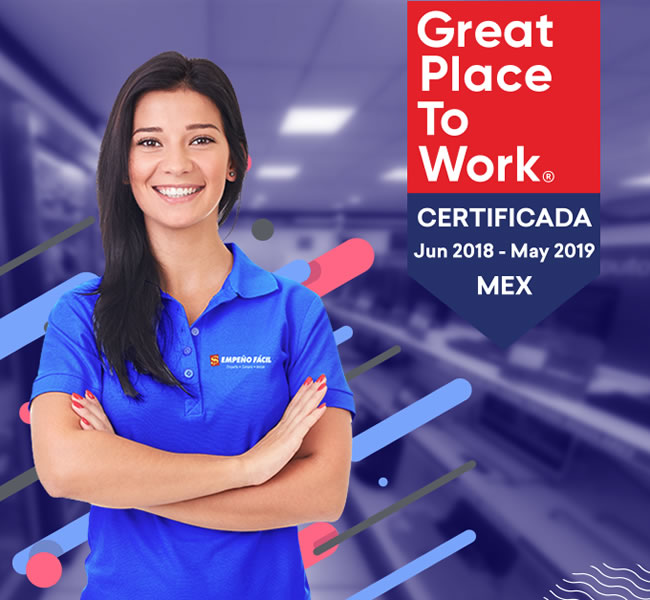 Great
Place
To
Work®
CERTIFICADA
Jun 2018 - May 2019
MEX
EMPEÑO FÁCIL